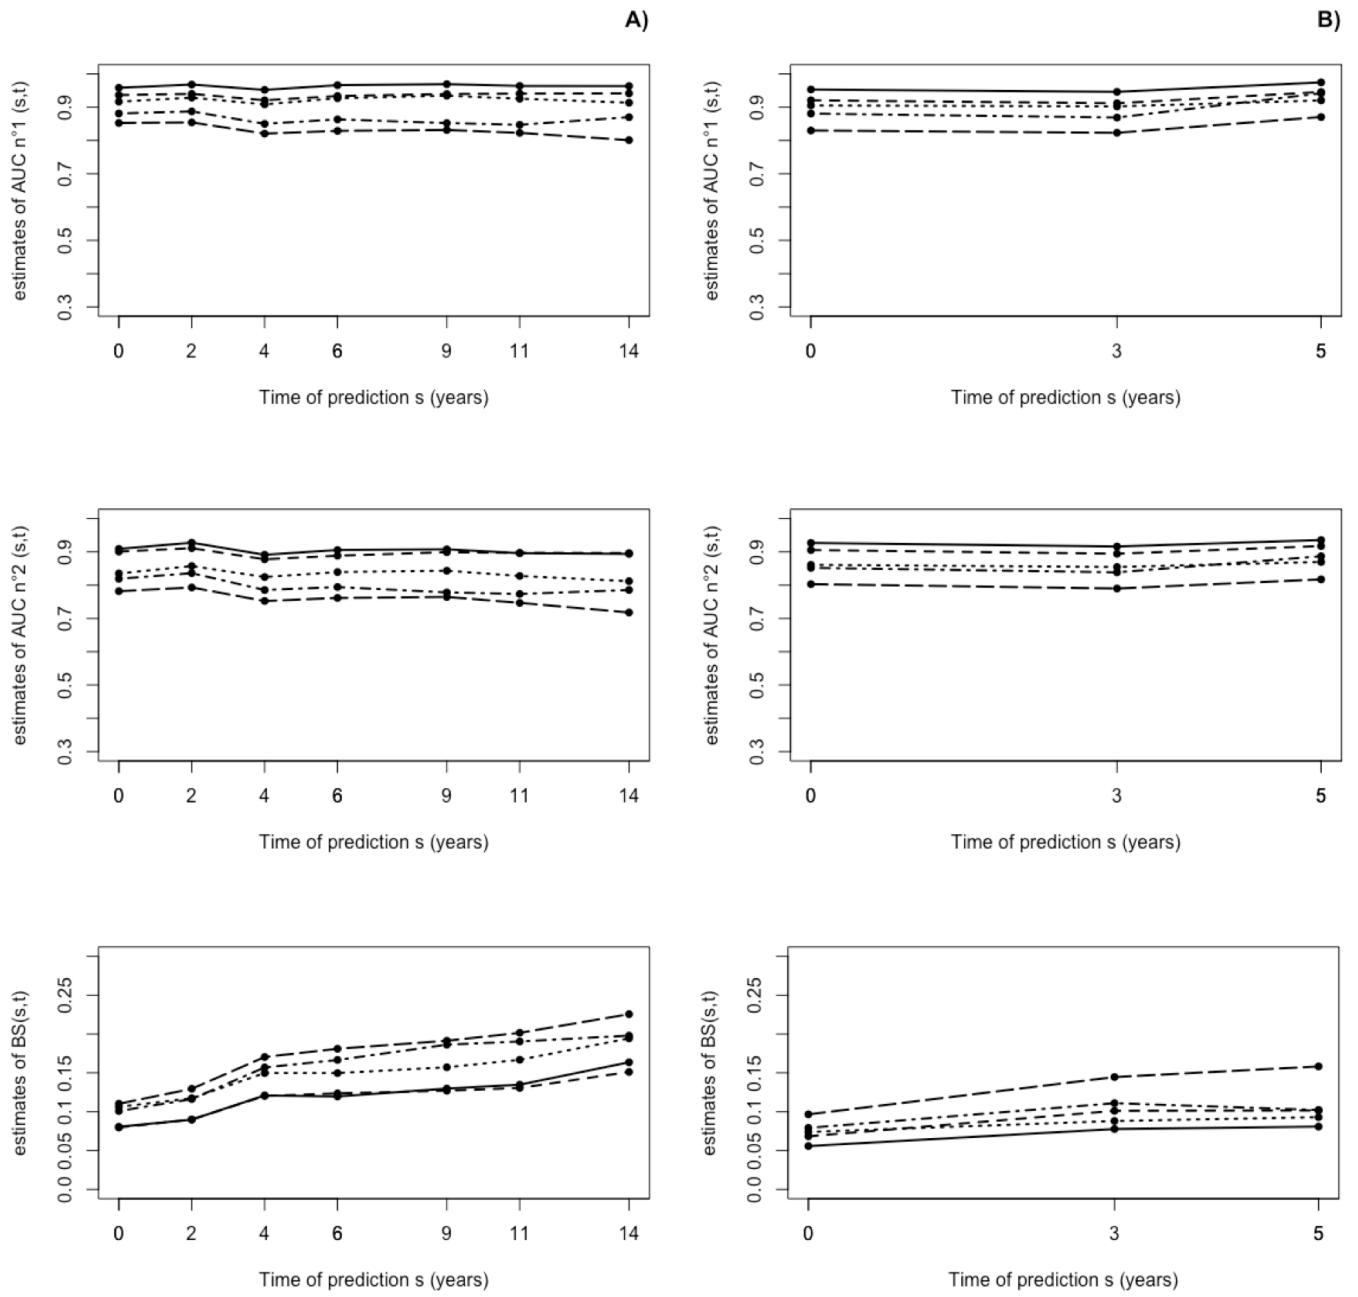 A)
B)
estimates of AUC n°1 (s,t)
0.3 0.5 0.7 0.9
0 2 4 6 9 11 14
Time of prediction s (years)
estimates of AUC n°1 (s,t)
0.3 0.5 0.7 0.9
0 3 5
Time of prediction s (years)
estimates of AUC n°2 (s,t)
0.3 0.5 0.7 0.9
0 2 4 6 9 11 14
Time of prediction s (years)
estimates of AUC n°2 (s,t)
0.3 0.5 0.7 0.9
0 3 5
Time of prediction s (years)
estimates of BS(s,t)
0.0 0.05 0.1 0.15 0.25
0 2 4 6 9 11 14
Time of prediction s (years)
estimates of BS(s,t)
0.0 0.05 0.1 0.15 0.25
0 3 5
Time of prediction s (years)